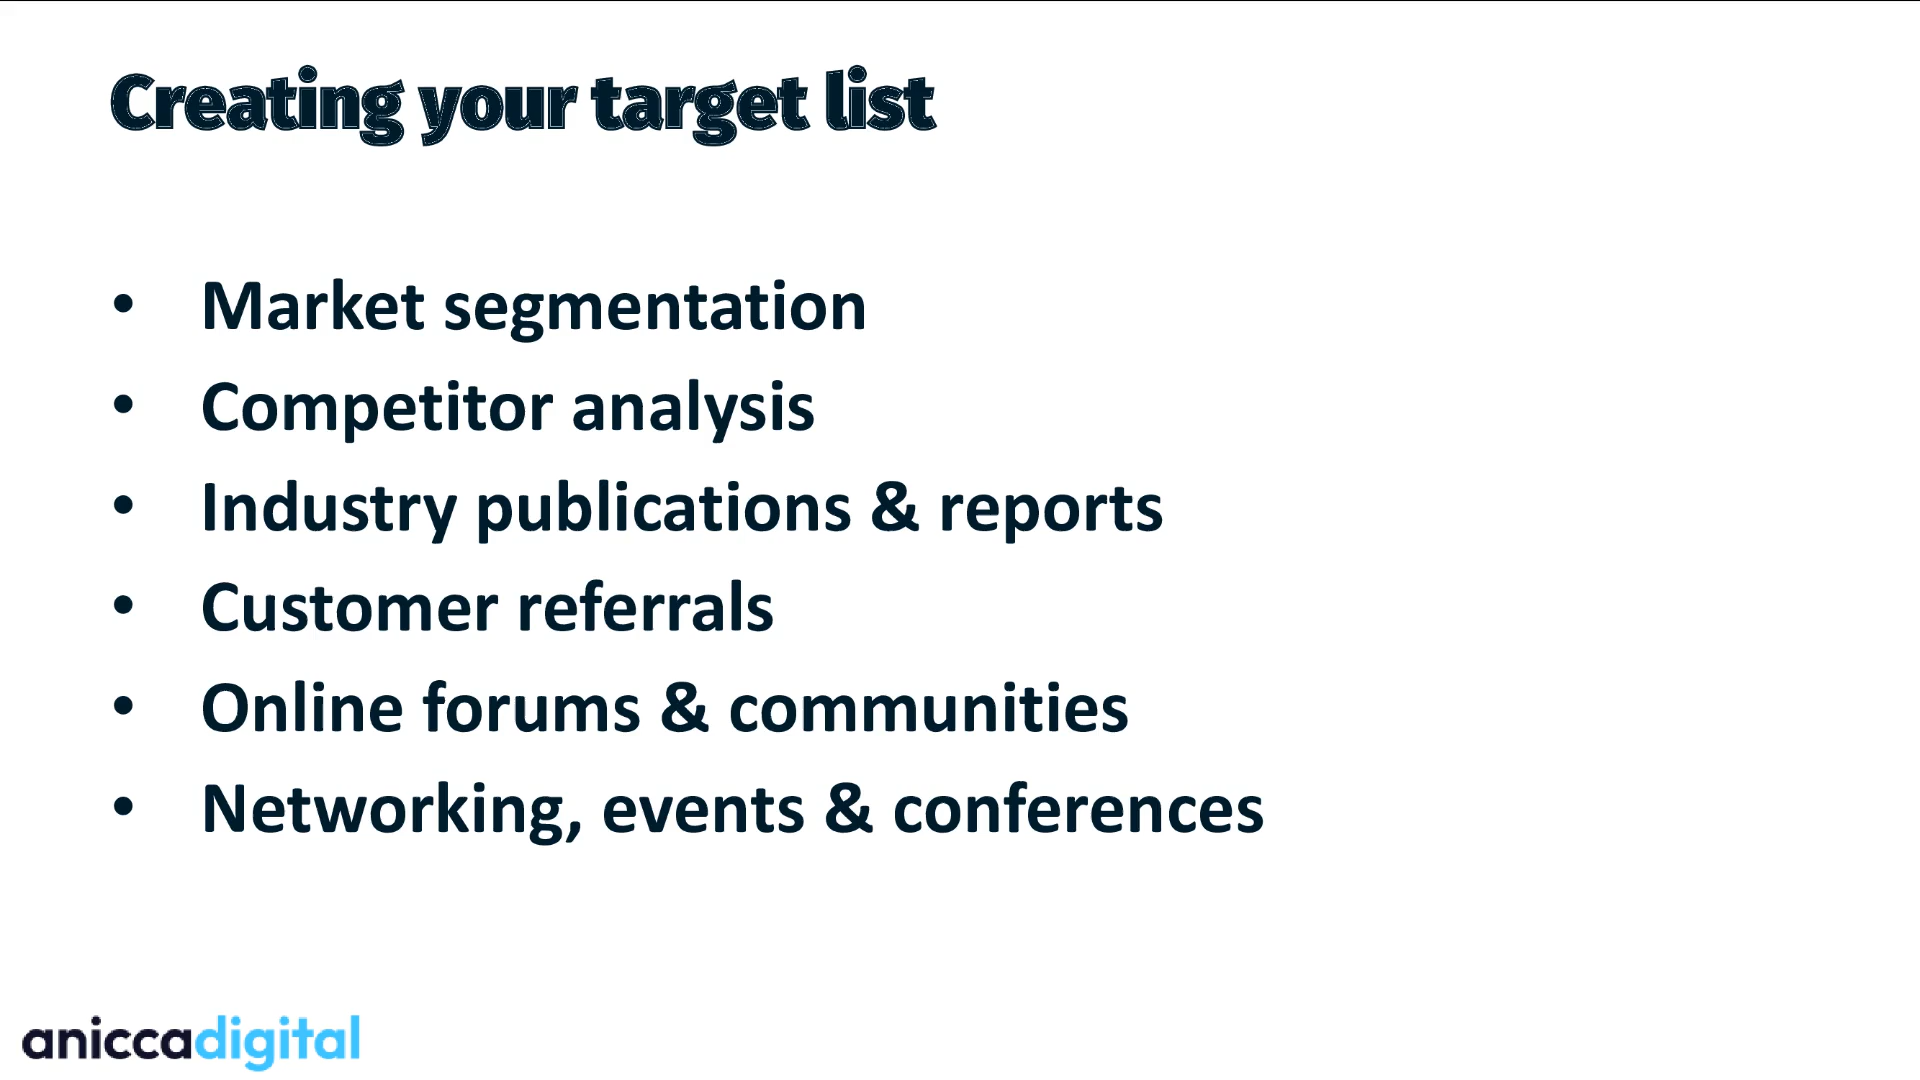 Creating your target list
• Market segmentation
• Competitor analysis
• Industry publications & reports
• Customer referrals
• Online forums & communities
• Networking, events & conferences
aniccadigital